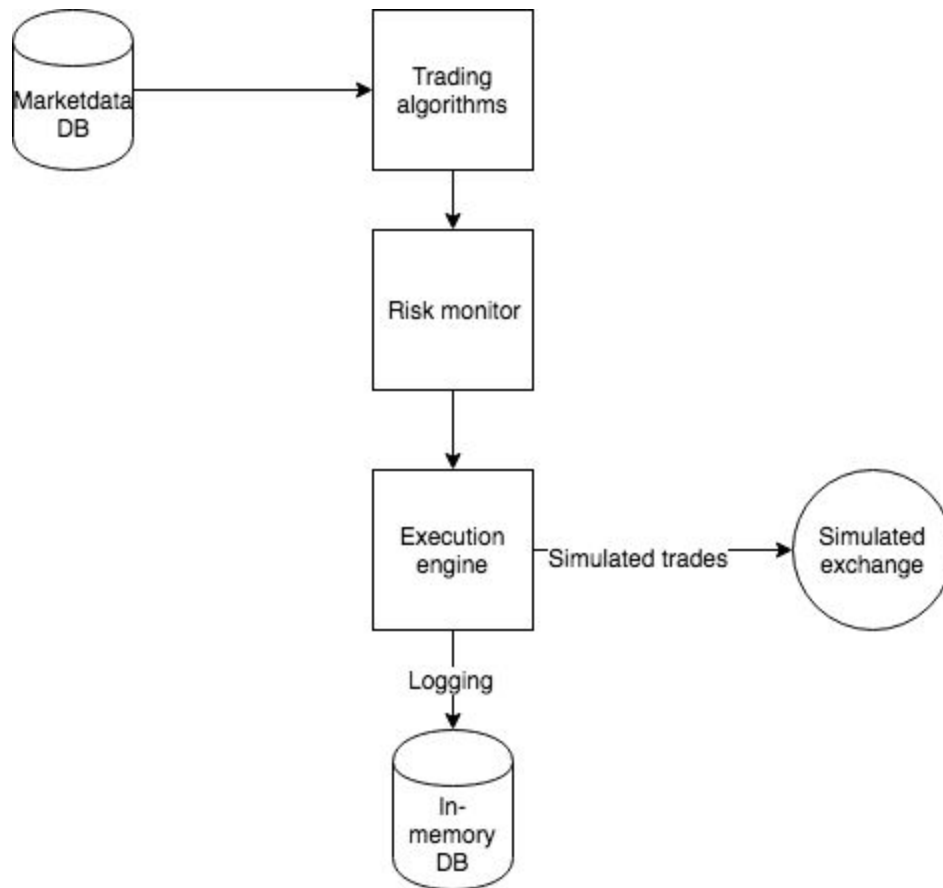 Marketdata
DB
Trading
algorithms
Risk monitor
Execution
engine
Simulated trades
Simulated
exchange
Logging
In-
memory
DB